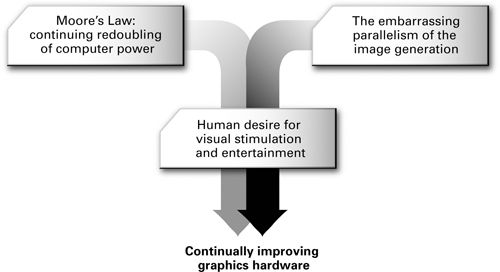 Moore's Law:
continuing redoubling
of computer power
The embarrassing
parallelism of the
image generation
Human desire for
visual stimulation
and entertainment
Continually improving
graphics hardware